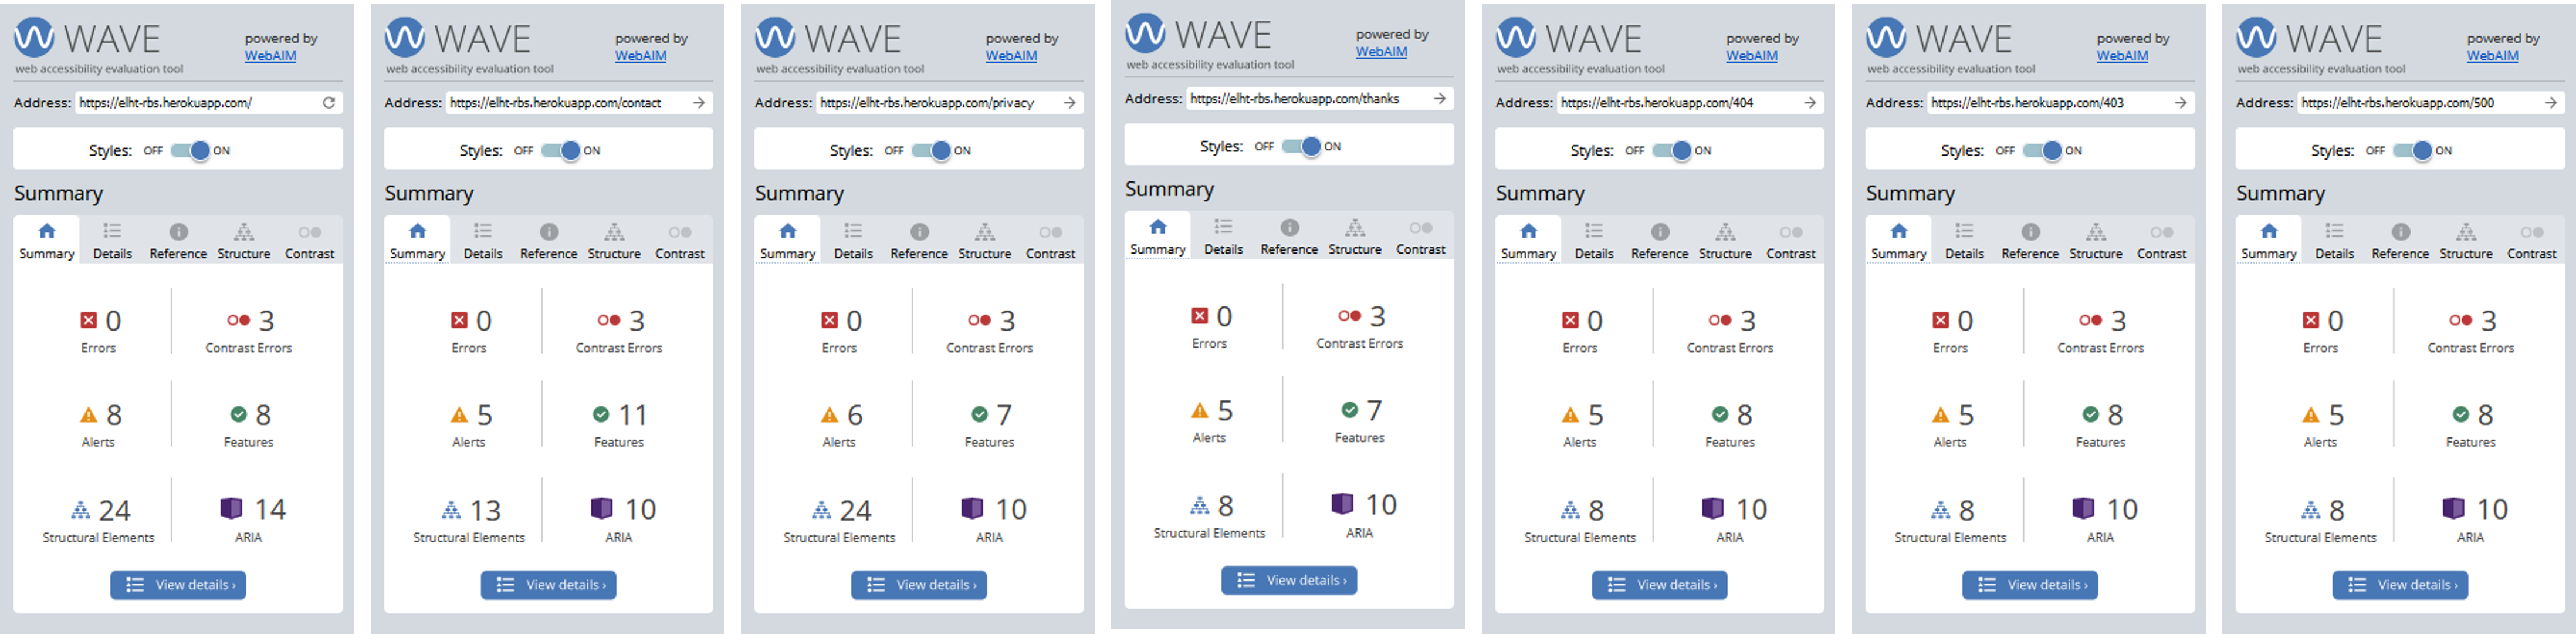 WAVE
powered by
WebAIM
web accessibility evaluation tool
Address: https://elht-rbs.herokuapp.com/
Styles: OFF ON
Summary
Summary Details Reference Structure Contrast
0 3
Errors Contrast Errors
8 8
Alerts Features
24 14
Structural Elements ARIA
View details ›
WAVE
powered by
WebAIM
web accessibility evaluation tool
Address: https://elht-rbs.herokuapp.com/contact
Styles: OFF ON
Summary
Summary Details Reference Structure Contrast
0 3
Errors Contrast Errors
5 11
Alerts Features
13 10
Structural Elements ARIA
View details ›
WAVE
powered by
WebAIM
web accessibility evaluation tool
Address: https://elht-rbs.herokuapp.com/privacy
Styles: OFF ON
Summary
Summary Details Reference Structure Contrast
0 3
Errors Contrast Errors
6 7
Alerts Features
24 10
Structural Elements ARIA
View details ›
WAVE
powered by
WebAIM
web accessibility evaluation tool
Address: https://elht-rbs.herokuapp.com/thanks
Styles: OFF ON
Summary
Summary Details Reference Structure Contrast
0 3
Errors Contrast Errors
5 7
Alerts Features
8 10
Structural Elements ARIA
View details ›
WAVE
powered by
WebAIM
web accessibility evaluation tool
Address: https://elht-rbs.herokuapp.com/404
Styles: OFF ON
Summary
Summary Details Reference Structure Contrast
0 3
Errors Contrast Errors
5 8
Alerts Features
8 10
Structural Elements ARIA
View details ›
WAVE
powered by
WebAIM
web accessibility evaluation tool
Address: https://elht-rbs.herokuapp.com/403
Styles: OFF ON
Summary
Summary Details Reference Structure Contrast
0 3
Errors Contrast Errors
5 8
Alerts Features
8 10
Structural Elements ARIA
View details ›
WAVE
powered by
WebAIM
web accessibility evaluation tool
Address: https://elht-rbs.herokuapp.com/500
Styles: OFF ON
Summary
Summary Details Reference Structure Contrast
0 3
Errors Contrast Errors
5 8
Alerts Features
8 10
Structural Elements ARIA
View details ›